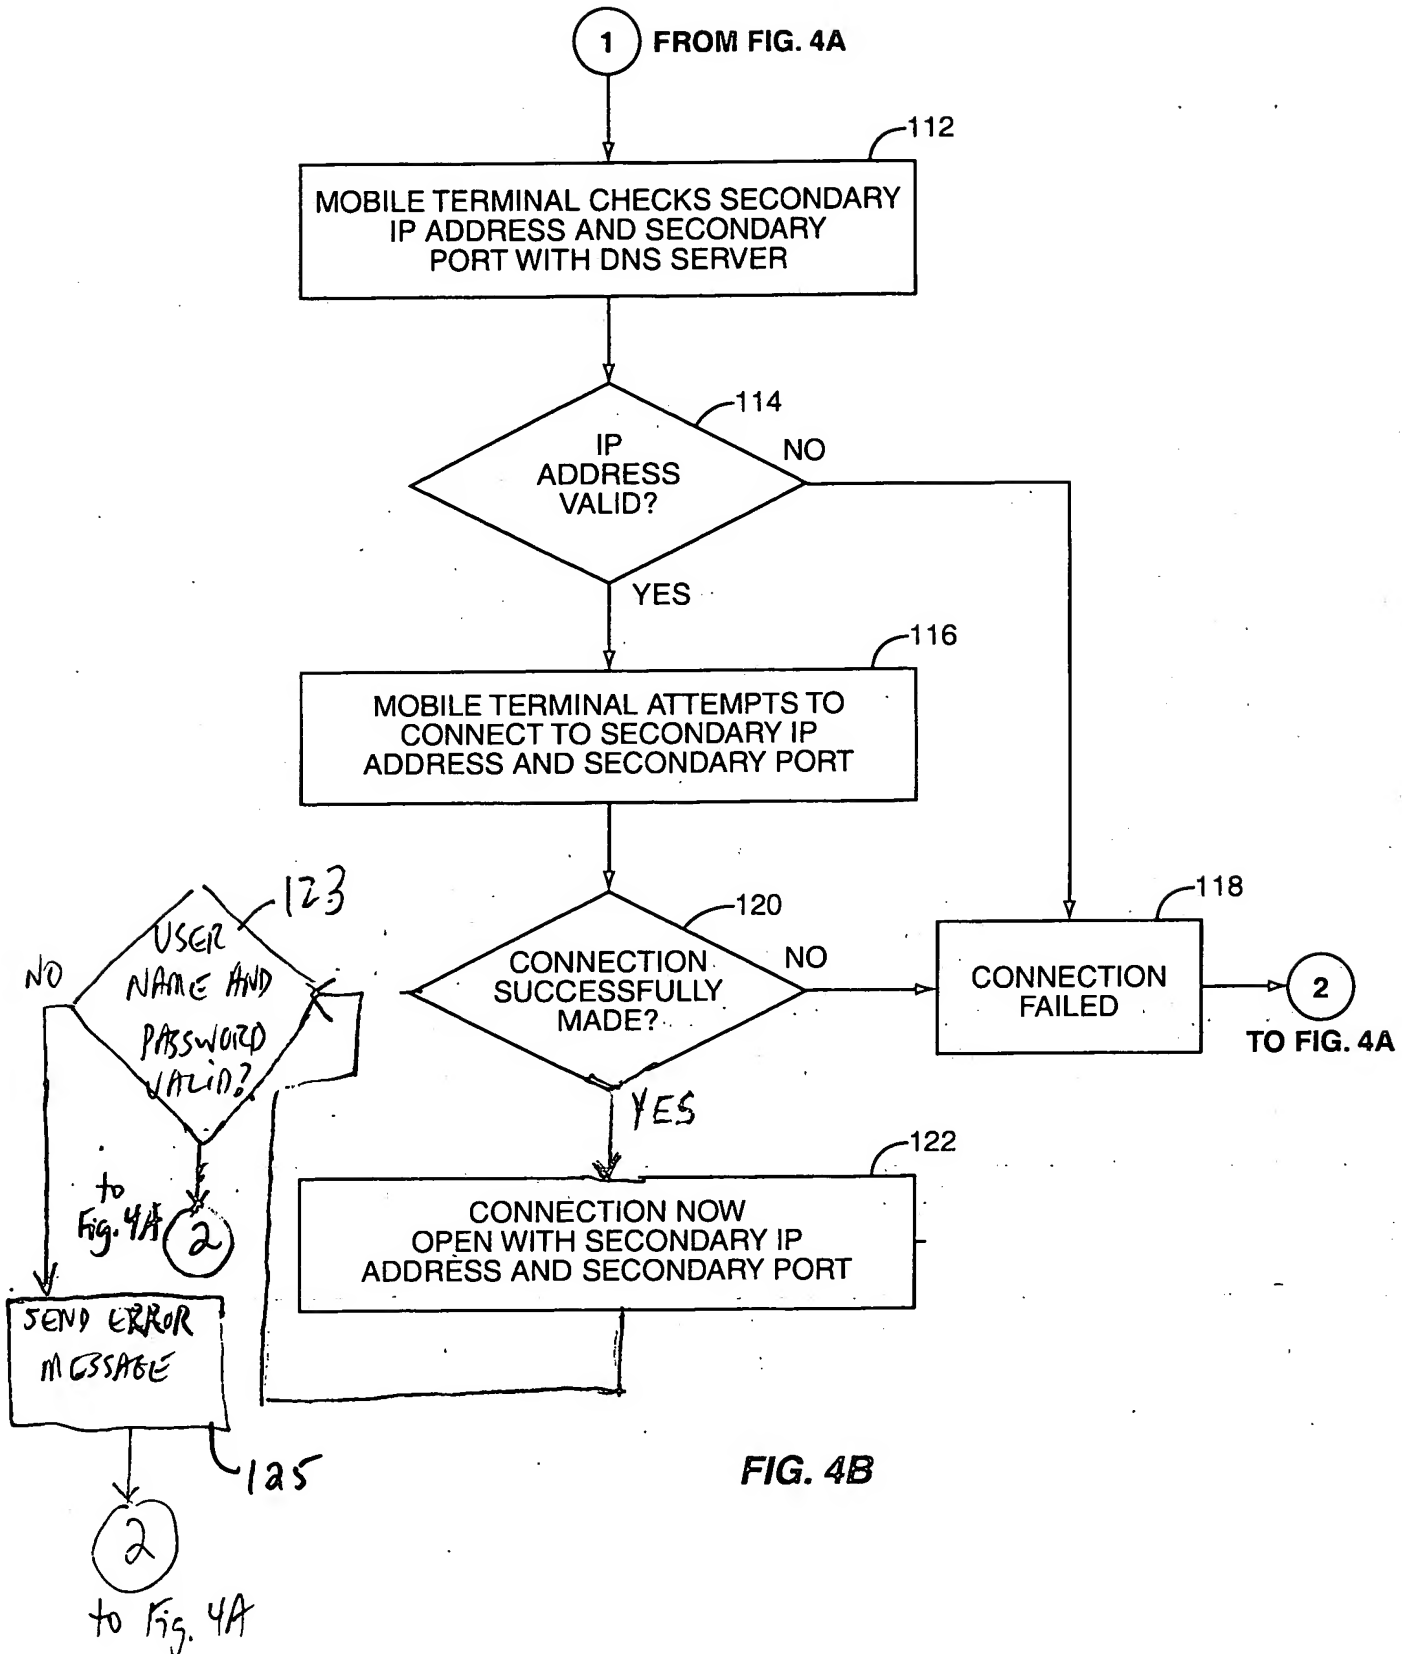 1 FROM FIG. 4A
112
MOBILE TERMINAL CHECKS SECONDARY
IP ADDRESS AND SECONDARY
PORT WITH DNS SERVER
114
IP
ADDRESS
VALID?
NO
YES
116
MOBILE TERMINAL ATTEMPTS TO
CONNECT TO SECONDARY IP
ADDRESS AND SECONDARY PORT
120
CONNECTION
SUCCESSFULLY
MADE?
NO
YES
118
CONNECTION
FAILED
2
TO FIG. 4A
122
CONNECTION NOW
OPEN WITH SECONDARY IP
ADDRESS AND SECONDARY PORT
123
USER
NAME AND
PASSWORD
VALID?
NO
to
Fig. 4A
2
SEND ERROR
MESSAGE
125
2
to Fig. 4A
FIG. 4B